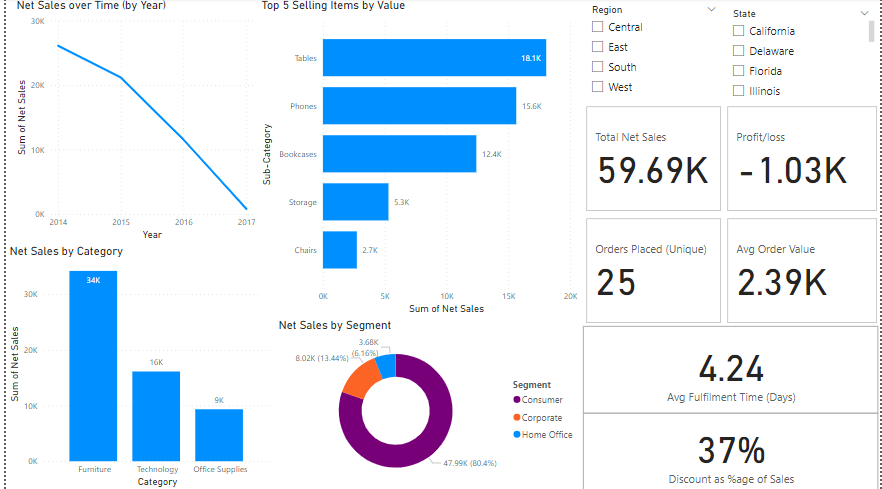 Net Sales over Time (by Year)
30K
20K
10K
0K
Sum of Net Sales
2014 2015 2016 2017
Year
Top 5 Selling Items by Value
Sub-Category
Tables 18.1K
Phones 15.6K
Bookcases 12.4K
Storage 5.3K
Chairs 2.7K
0K 5K 10K 15K 20K
Sum of Net Sales
Region
Central
East
South
West
State
California
Delaware
Florida
Illinois
Total Net Sales
59.69K
Profit/loss
-1.03K
Orders Placed (Unique)
25
Avg Order Value
2.39K
4.24
Avg Fulfilment Time (Days)
37%
Discount as %age of Sales
Net Sales by Category
30K
20K
10K
0K
Sum of Net Sales
34K
16K
9K
Furniture Technology Office Supplies
Category
Net Sales by Segment
3.68K
(6.16%)
8.02K (13.44%)
47.99K (80.4%)
Segment
Consumer
Corporate
Home Office